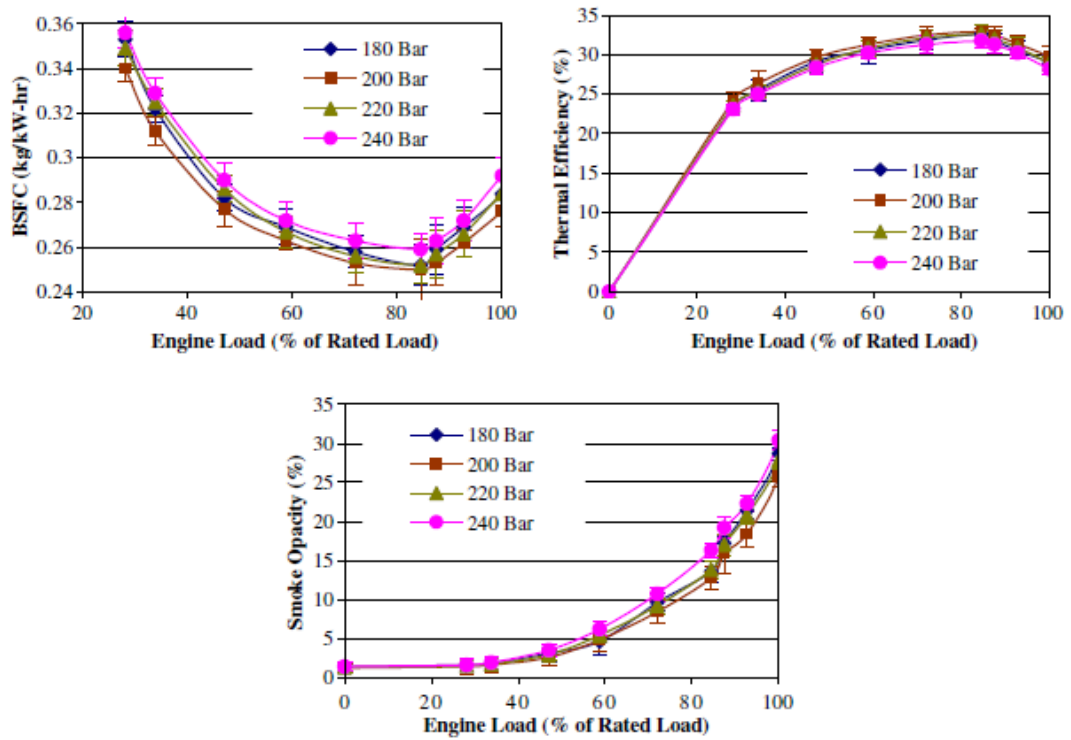 0.36
0.34
0.32
0.3
0.28
0.26
0.24
BSFC (kg/kW-hr)
180 Bar
200 Bar
220 Bar
240 Bar
20
40
60
80
100
Engine Load (% of Rated Load)
35
30
25
20
15
10
5
0
Thermal Efficiency (%)
180 Bar
200 Bar
220 Bar
240 Bar
0
20
40
60
80
100
Engine Load (% of Rated Load)
35
30
25
20
15
10
5
0
Smoke Opacity (%)
180 Bar
200 Bar
220 Bar
240 Bar
0
20
40
60
80
100
Engine Load (% of Rated Load)